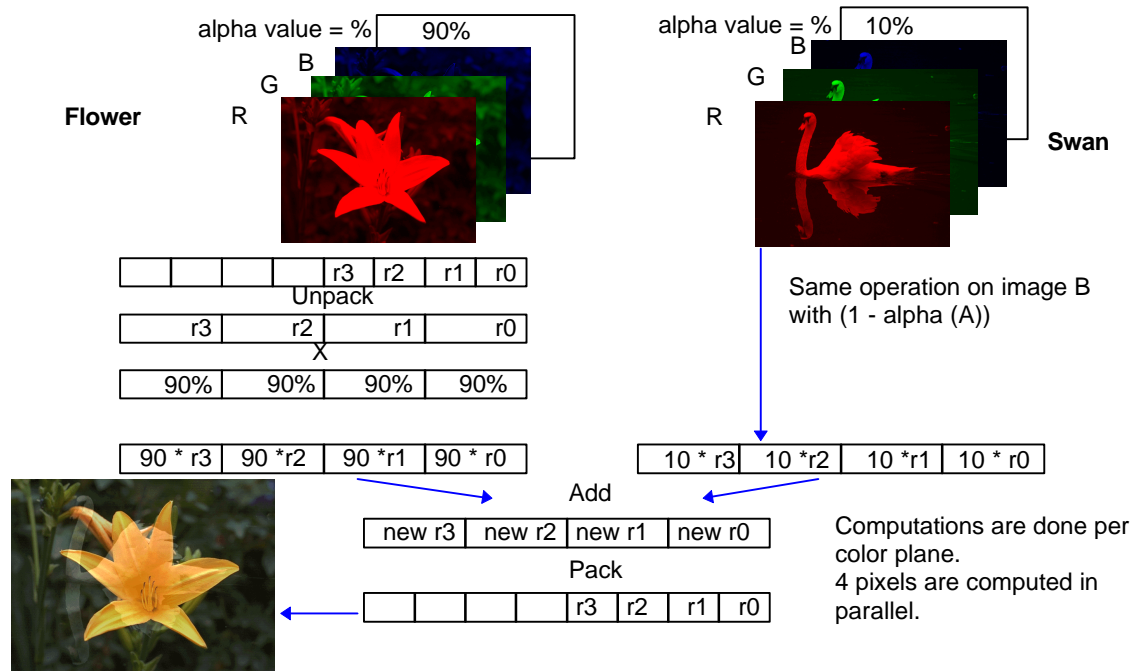 alpha value = %
90%
B
G
R
Flower
alpha value = %
10%
B
G
R
Swan
r3 r2 r1 r0
Unpack
r3 r2 r1 r0
X
90% 90% 90% 90%
Same operation on image B
with (1 - alpha (A))
90 * r3 90 *r2 90 *r1 90 * r0
10 * r3 10 *r2 10 *r1 10 * r0
Add
new r3 new r2 new r1 new r0
Pack
r3 r2 r1 r0
Computations are done per
color plane.
4 pixels are computed in
parallel.